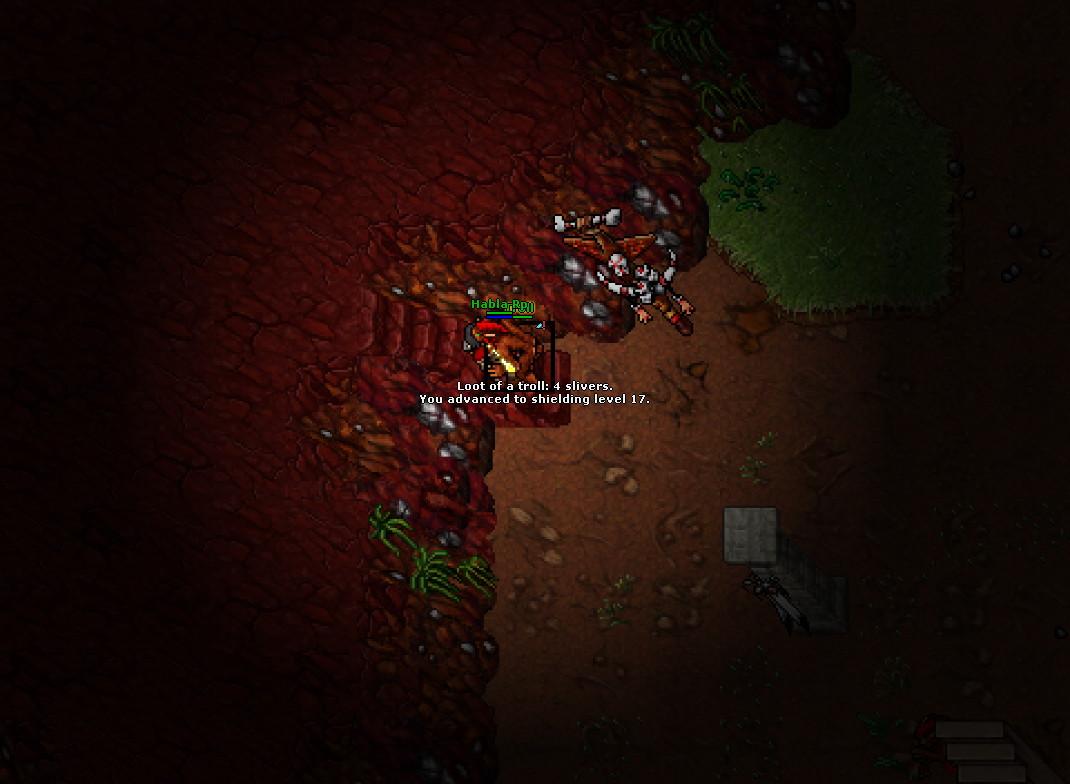 Habla Rp
Loot of a troll: 4 slivers.
You advanced to shielding level 17.